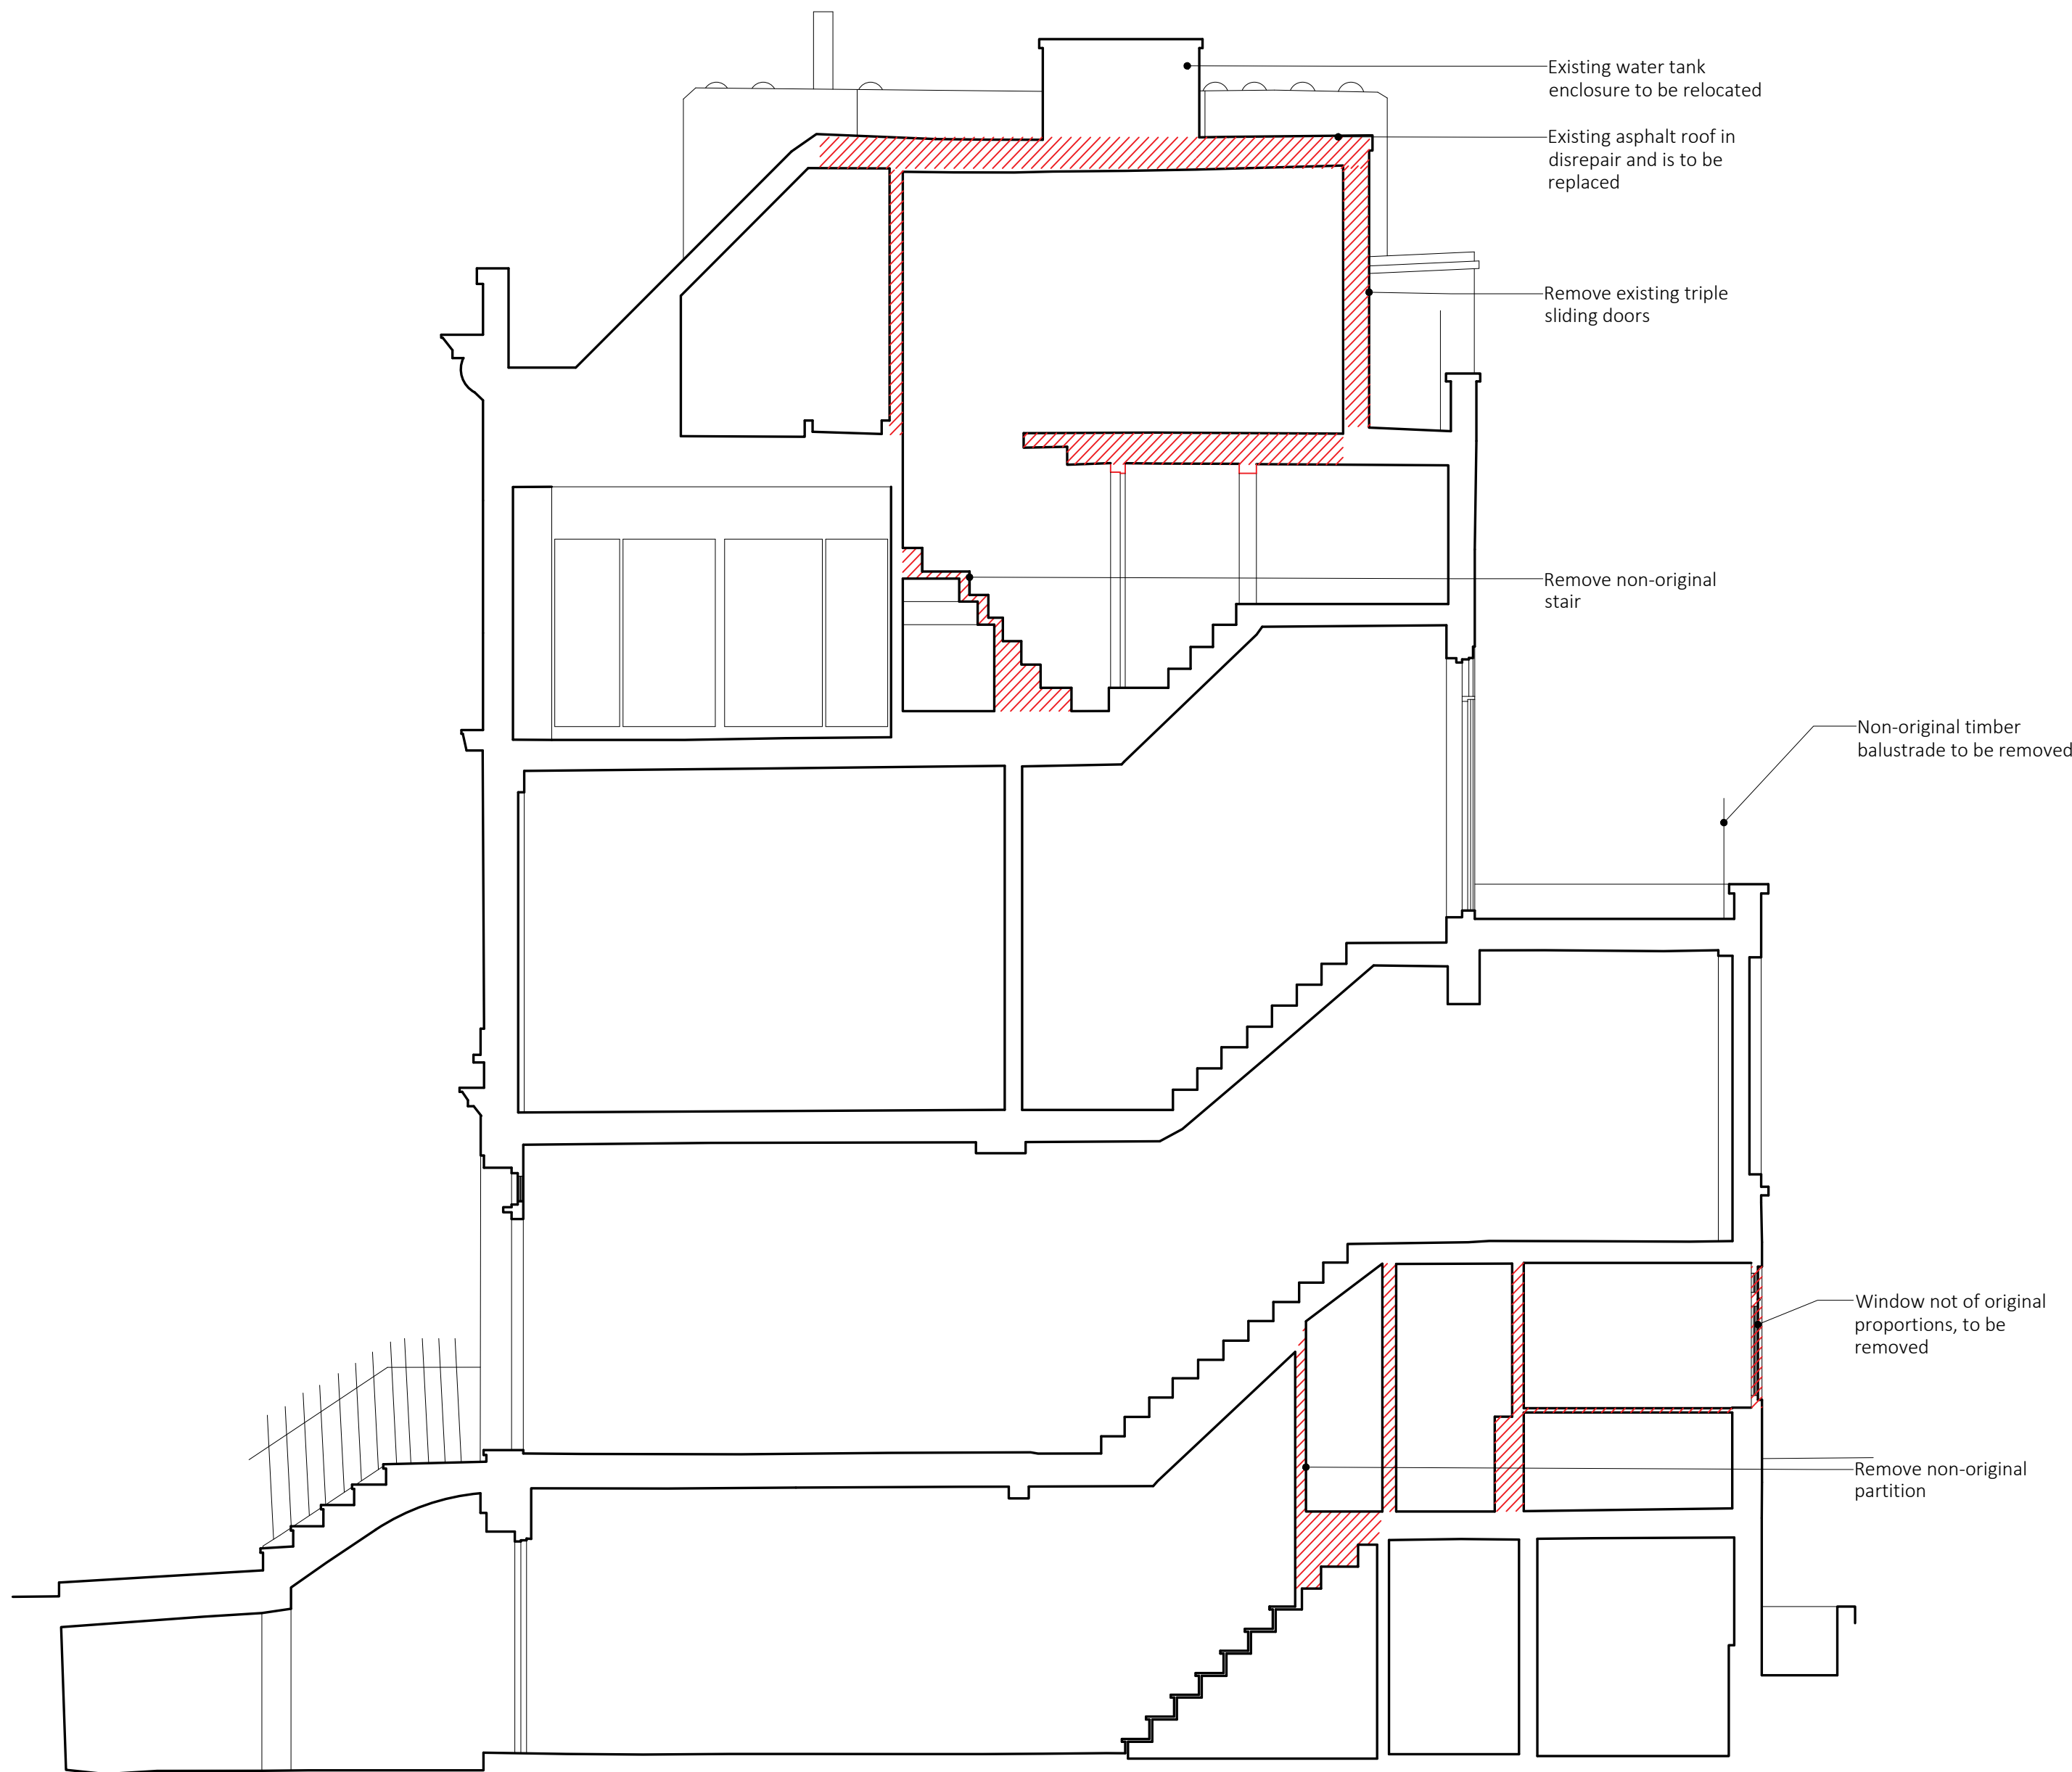 Existing water tank
enclosure to be relocated
Existing asphalt roof in
disrepair and is to be
replaced
Remove existing triple
sliding doors
Remove non-original
stair
Non-original timber
balustrade to be removed
Window not of original
proportions, to be
removed
Remove non-original
partition